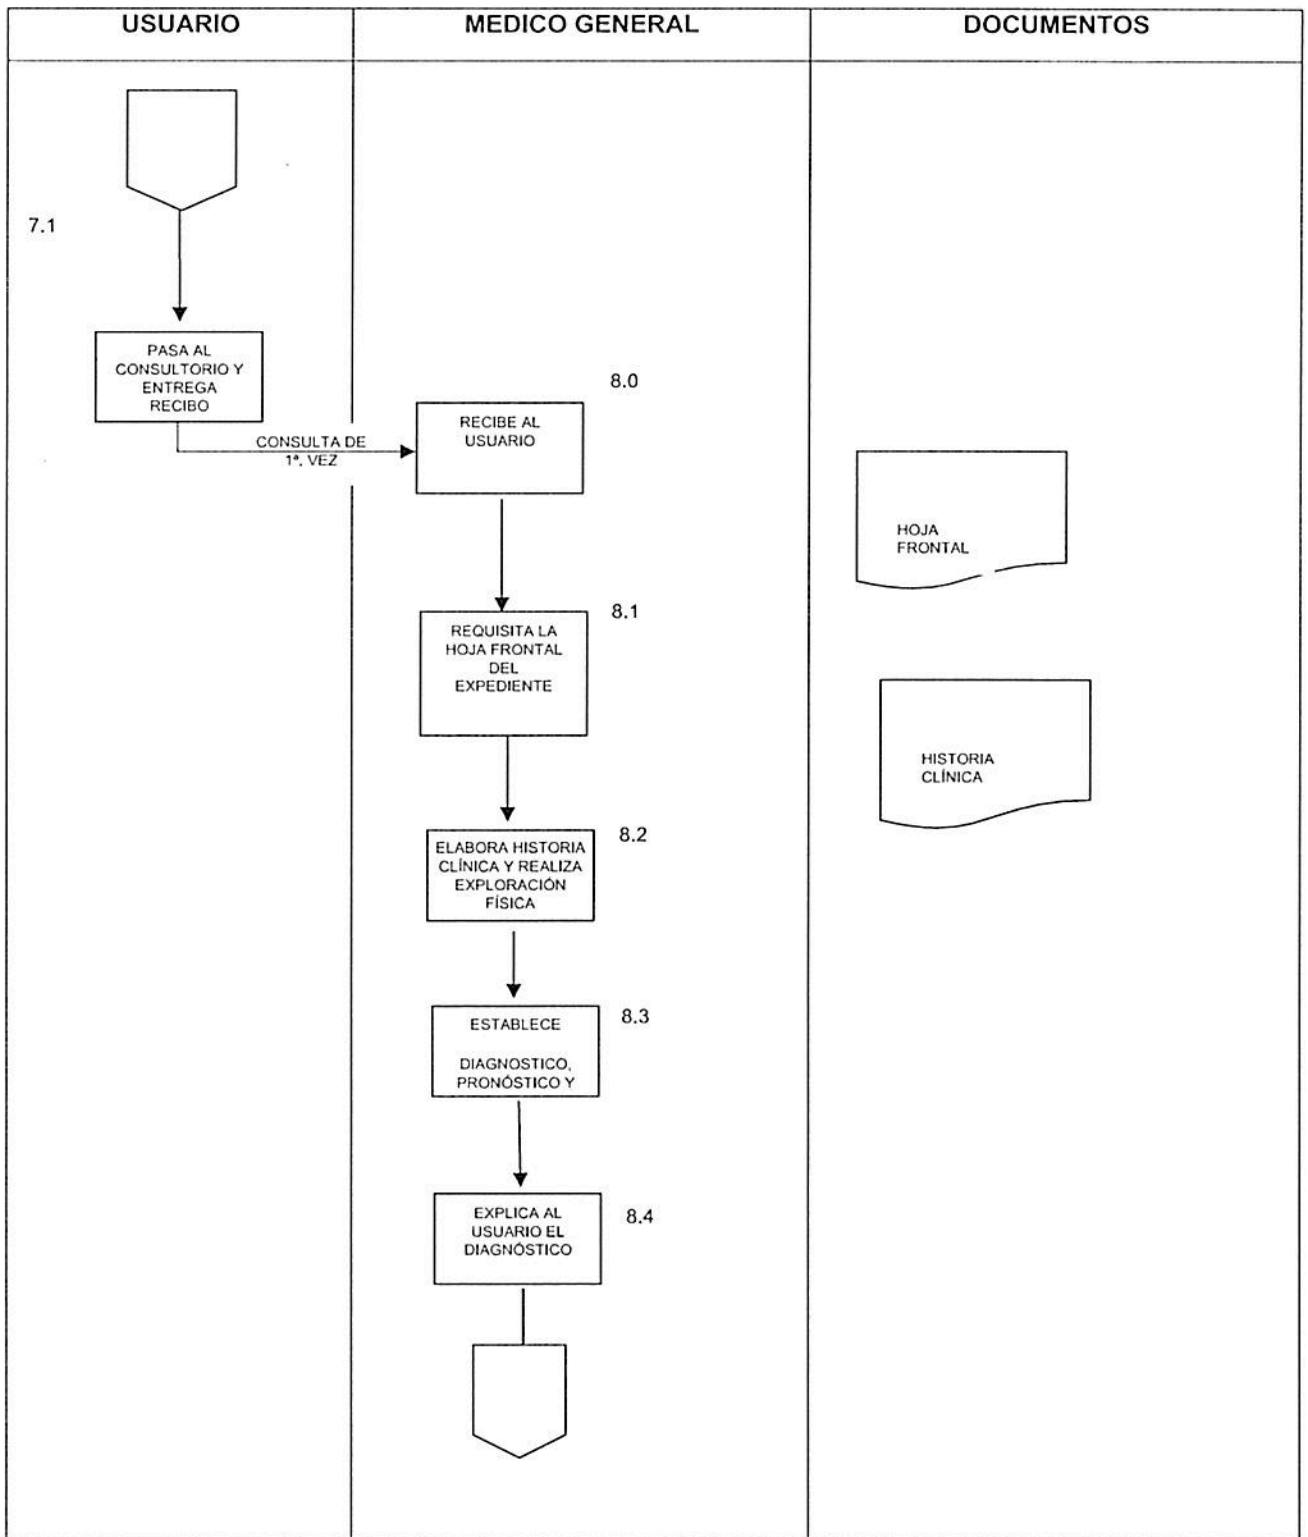 USUARIO
MEDICO GENERAL
DOCUMENTOS
7.1
PASA AL
CONSULTORIO Y
ENTREGA
RECIBO
CONSULTA DE
1ª. VEZ
8.0
RECIBE AL
USUARIO
HOJA
FRONTAL
8.1
REQUISITA LA
HOJA FRONTAL
DEL
EXPEDIENTE
HISTORIA
CLÍNICA
8.2
ELABORA HISTORIA
CLÍNICA Y REALIZA
EXPLORACIÓN
FÍSICA
8.3
ESTABLECE
DIAGNOSTICO,
PRONÓSTICO Y
8.4
EXPLICA AL
USUARIO EL
DIAGNÓSTICO